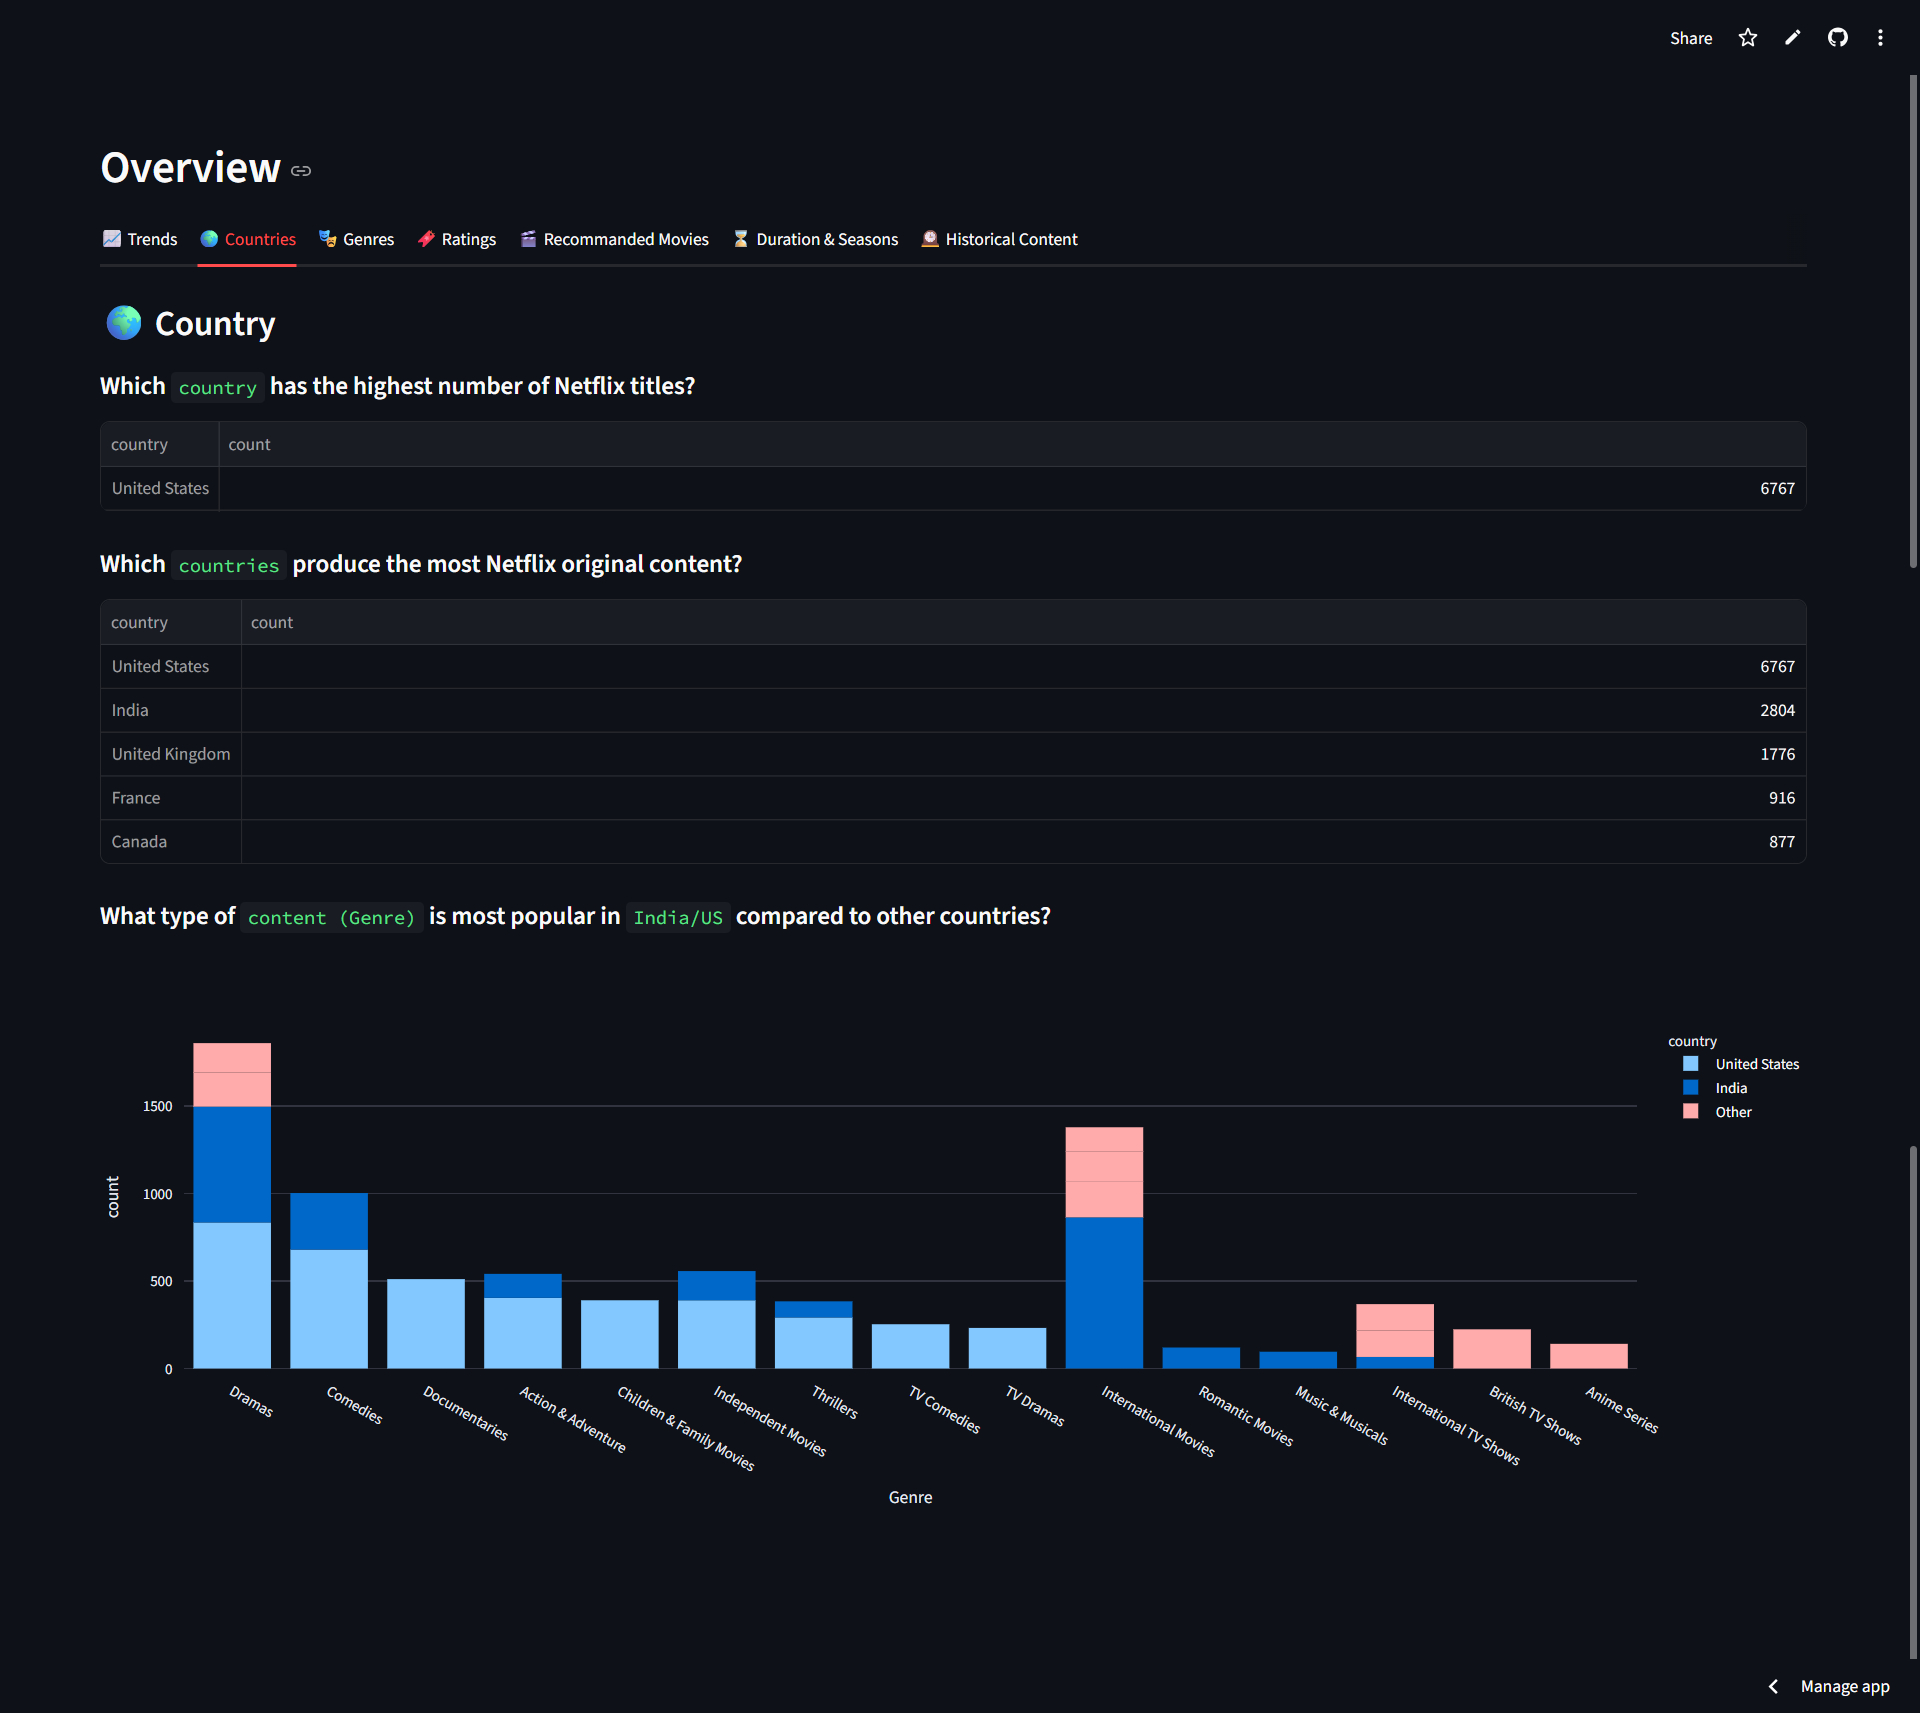 Share
Overview
Trends Countries Genres Ratings Recommanded Movies Duration & Seasons Historical Content
Country
Which country has the highest number of Netflix titles?
country count
United States 6767
Which countries produce the most Netflix original content?
country count
United States 6767
India 2804
United Kingdom 1776
France 916
Canada 877
What type of content (Genre) is most popular in India/US compared to other countries?
country
United States
India
Other
count
1500
1000
500
0
Dramas
Comedies
Documentaries
Action & Adventure
Children & Family Movies
Independent Movies
Thrillers
TV Comedies
TV Dramas
International Movies
Romantic Movies
Music & Musicals
International TV Shows
British TV Shows
Anime Series
Genre
Manage app